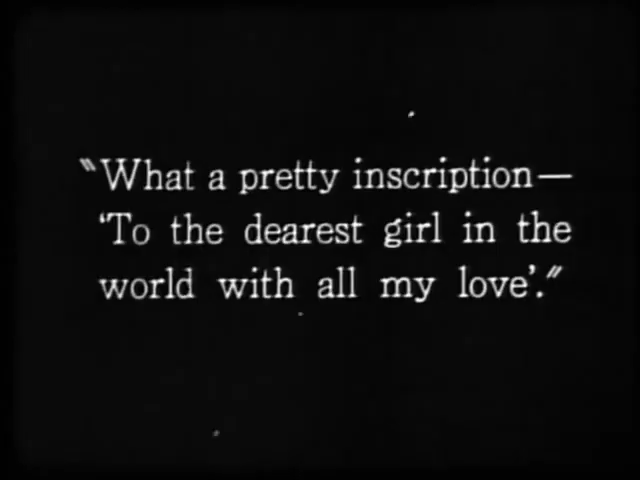 "What a pretty inscription—
'To the dearest girl in the
world with all my love'."